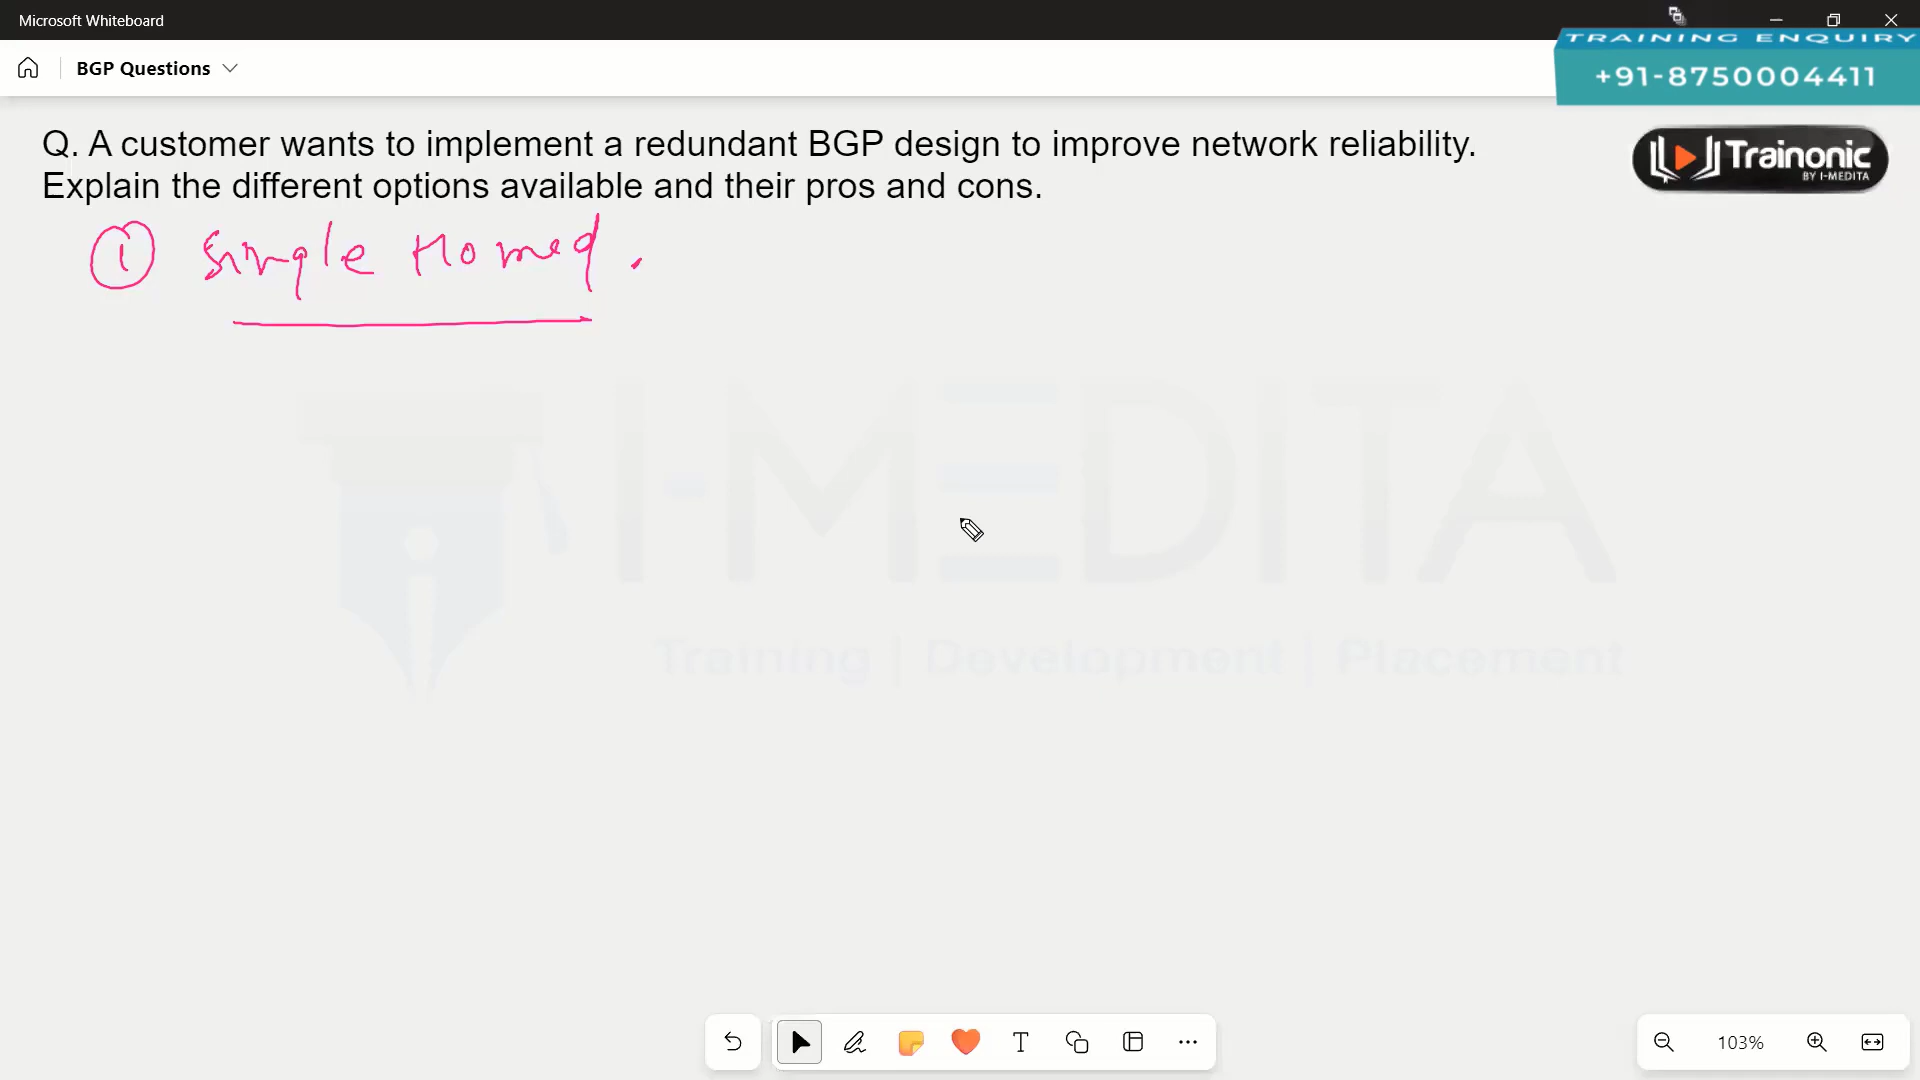 Microsoft Whiteboard
TRAINING ENQUIRY
BGP Questions
+91-8750004411
Q. A customer wants to implement a redundant BGP design to improve network reliability.
Explain the different options available and their pros and cons.
Trainonic
BY I-MEDITA
① Single Homed.
I-MEDITA
Training | Development | Placement
T
103%